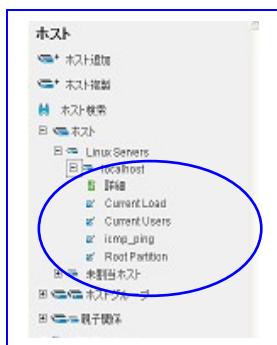 ホスト
ホスト追加
ホスト複製
ホスト検索
ホスト
Linux Servers
localhost
詳細
Current Load
Current Users
icmp_ping
Root Partition
未割当ホスト
ホストグループ
親子関係